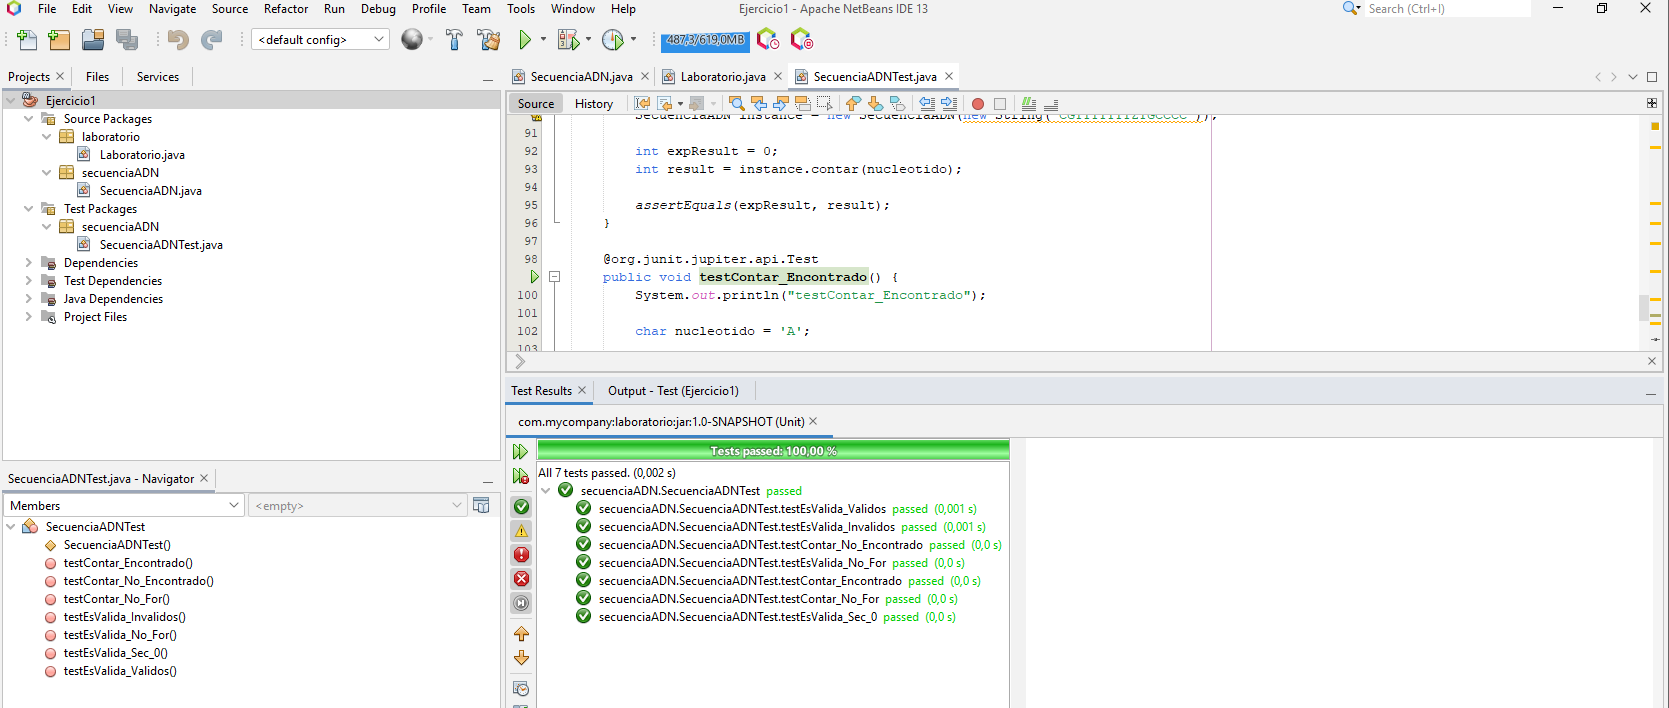 File Edit View Navigate Source Refactor Run Debug Profile Team Tools Window Help
Ejercicio1 - Apache NetBeans IDE 13
Search (Ctrl+I)
<default config>
487,3/619,0MB
Projects
Files
Services
Ejercicio1
Source Packages
laboratorio
Laboratorio.java
secuenciaADN
SecuenciaADN.java
Test Packages
secuenciaADN
SecuenciaADNTest.java
Dependencies
Test Dependencies
Java Dependencies
Project Files
SecuenciaADNTest.java - Navigator
Members
<empty>
SecuenciaADNTest
SecuenciaADNTest()
testContar_Encontrado()
testContar_No_Encontrado()
testContar_No_For()
testEsValida_Invalidos()
testEsValida_No_For()
testEsValida_Sec_0()
testEsValida_Validos()
SecuenciaADN.java
Laboratorio.java
SecuenciaADNTest.java
Source
History
SecuenciaADN instance = new SecuenciaADN(new String(
91
92 int expResult = 0;
93 int result = instance.contar(nucleotido);
94
95 assertEquals(expResult, result);
96 }
97
98 @org.junit.jupiter.api.Test
public void testContar_Encontrado() {
100 System.out.println("testContar_Encontrado");
101
102 char nucleotido = 'A';
103
Test Results
Output - Test (Ejercicio1)
com.mycompany:laboratorio:jar:1.0-SNAPSHOT (Unit)
Tests passed: 100,00 %
All 7 tests passed. (0,002 s)
secuenciaADN.SecuenciaADNTest passed
secuenciaADN.SecuenciaADNTest.testEsValida_Validos passed (0,001 s)
secuenciaADN.SecuenciaADNTest.testEsValida_Invalidos passed (0,001 s)
secuenciaADN.SecuenciaADNTest.testContar_No_Encontrado passed (0,0 s)
secuenciaADN.SecuenciaADNTest.testEsValida_No_For passed (0,0 s)
secuenciaADN.SecuenciaADNTest.testContar_Encontrado passed (0,0 s)
secuenciaADN.SecuenciaADNTest.testContar_No_For passed (0,0 s)
secuenciaADN.SecuenciaADNTest.testEsValida_Sec_0 passed (0,0 s)